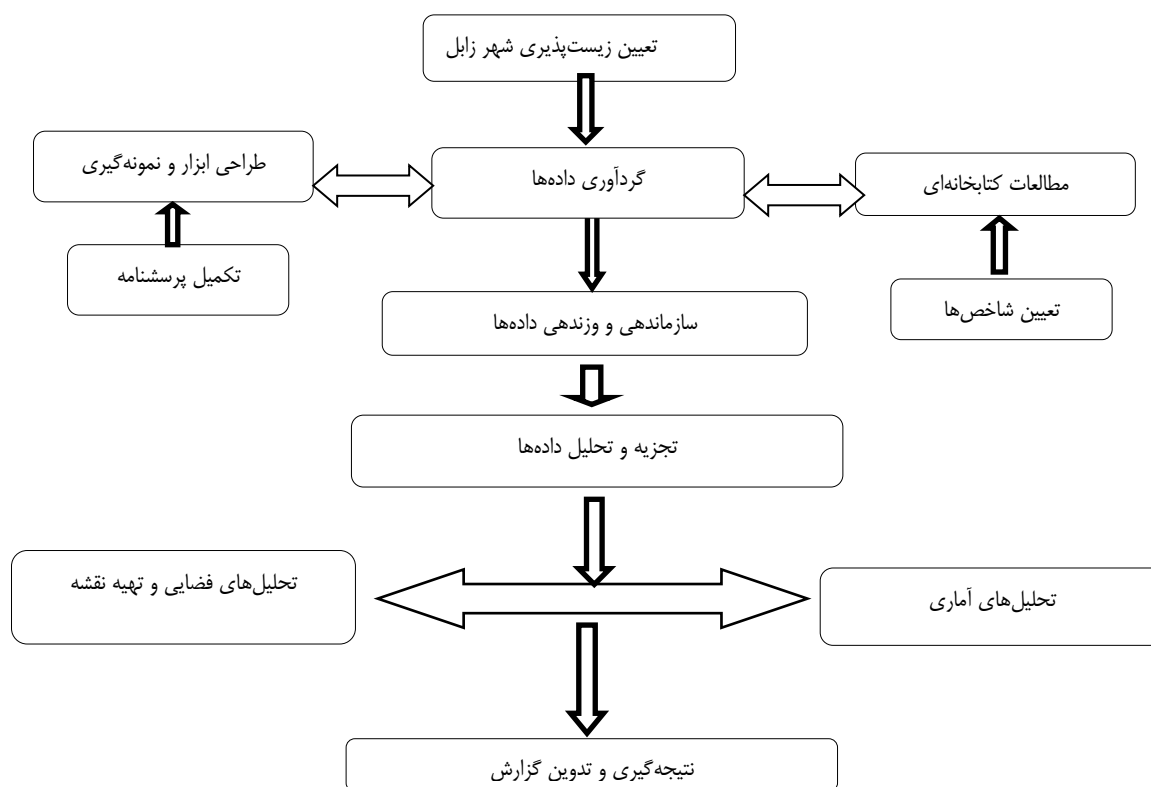 تعیین زیست‌پذیری شهر زابل
مطالعات کتابخانه‌ای
گردآوری داده‌ها
طراحی ابزار و نمونه‌گیری
تعیین شاخص‌ها
تکمیل پرسشنامه
سازماندهی و وزندهی داده‌ها
تجزیه و تحلیل داده‌ها
تحلیل‌های آماری
تحلیل‌های فضایی و تهیه نقشه
نتیجه‌گیری و تدوین گزارش